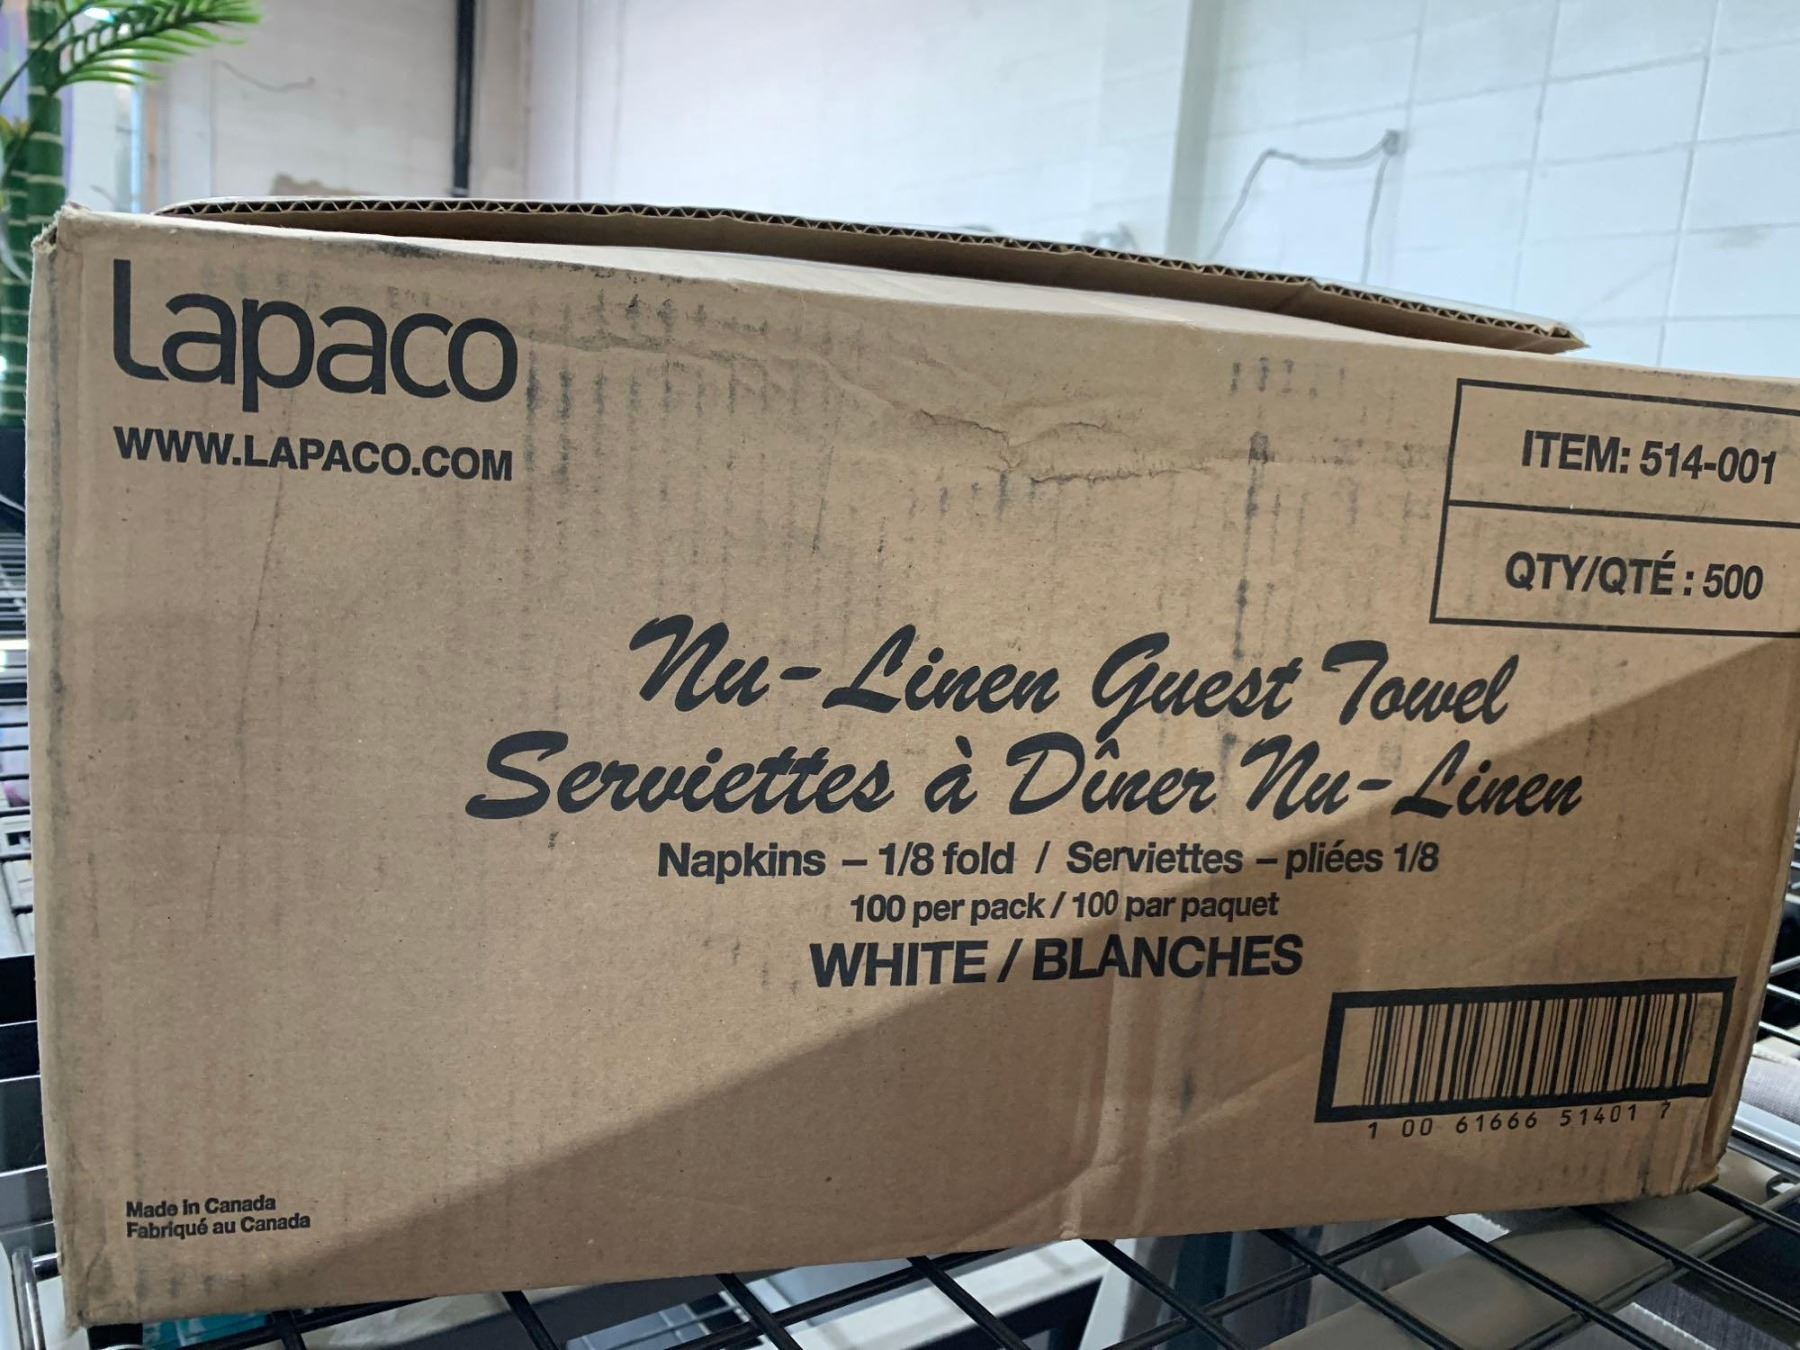 Lapaco
WWW.LAPACO.COM
ITEM: 514-001
QTY/QTÉ : 500
Nu-Linen Guest Towel
Serviettes à Dîner Nu-Linen
Napkins – 1/8 fold / Serviettes – pliées 1/8
100 per pack / 100 par paquet
WHITE / BLANCHES
1 00 61666 51401 7
Made In Canada
Fabriqué au Canada